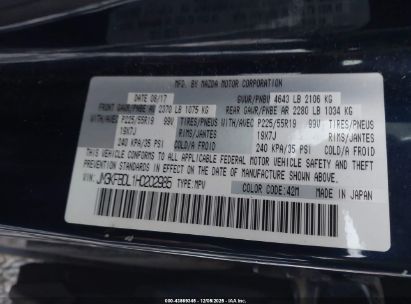 MFD. BY MAZDA MOTOR CORPORATION
DATE 08/17 GVWR/PNBV 4643 LB 2106 KG
FRONT GAWR/PNBE AV 2370 LB 1075 KG REAR GAWR/PNBE AR 2280 LB 1034 KG
WITH/AVEC P225/55R19 99V TIRES/PNEUS WITH/AVEC P225/55R19 99V TIRES/PNEUS
19X7J RIMS/JANTES 19X7J RIMS/JANTES
240 KPA/35 PSI COLD/A FROID 240 KPA/35 PSI COLD/A FROID
THIS VEHICLE CONFORMS TO ALL APPLICABLE FEDERAL MOTOR VEHICLE SAFETY, BUMPER, AND THEFT
PREVENTION STANDARDS IN EFFECT ON THE DATE OF MANUFACTURE SHOWN ABOVE.
VIN: JM3KFBDL1H0202985 TYPE: MPV
COLOR CODE: 42M
MADE IN JAPAN